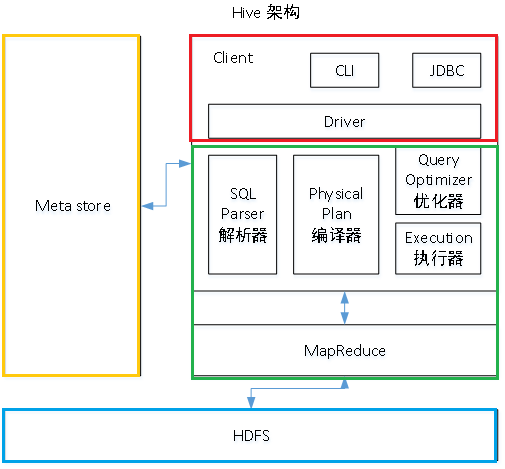 Hive 架构
Client
CLI
JDBC
Driver
Meta store
SQL
Parser
解析器
Physical
Plan
编译器
Query
Optimizer
优化器
Execution
执行器
MapReduce
HDFS